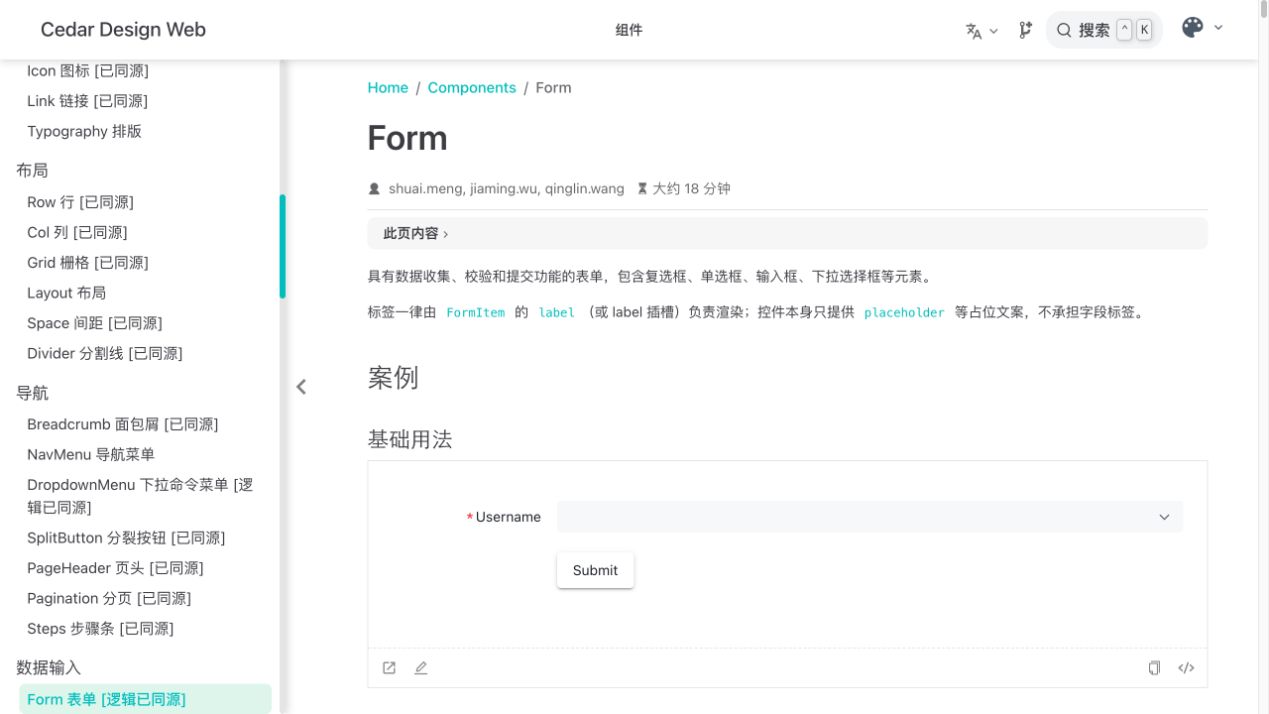 Cedar Design Web
组件
搜索 ^ K
Icon 图标 [已同源]
Link 链接 [已同源]
Typography 排版
布局
Row 行 [已同源]
Col 列 [已同源]
Grid 栅格 [已同源]
Layout 布局
Space 间距 [已同源]
Divider 分割线 [已同源]
导航
Breadcrumb 面包屑 [已同源]
NavMenu 导航菜单
DropdownMenu 下拉命令菜单 [逻
辑已同源]
SplitButton 分裂按钮 [已同源]
PageHeader 页头 [已同源]
Pagination 分页 [已同源]
Steps 步骤条 [已同源]
数据输入
Form 表单 [逻辑已同源]
Home / Components / Form
Form
shuai.meng, jiaming.wu, qinglin.wang 大约 18 分钟
此页内容 ›
具有数据收集、校验和提交功能的表单，包含复选框、单选框、输入框、下拉选择框等元素。
标签一律由 FormItem 的 label （或 label 插槽）负责渲染；控件本身只提供 placeholder 等占位文案，不承担字段标签。
案例
基础用法
* Username
Submit